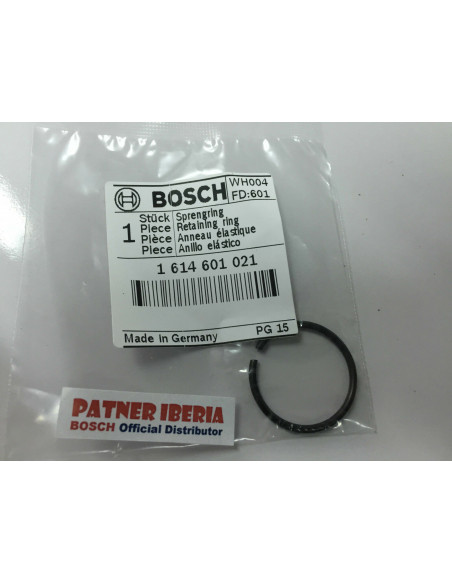 BOSCH
WH004
FD:601
1
Stück Sprengring
Piece Retaining ring
Pièce Anneau élastique
Piece Anillo elástico
1 614 601 021
Made in Germany PG 15
PATNER IBERIA
BOSCH Official Distributor